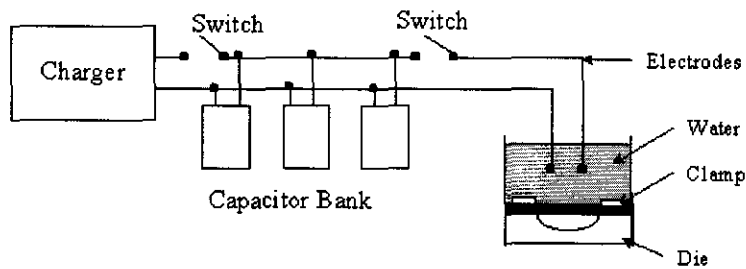 Switch
Switch
Charger
Electrodes
Water
Clamp
Capacitor Bank
Die